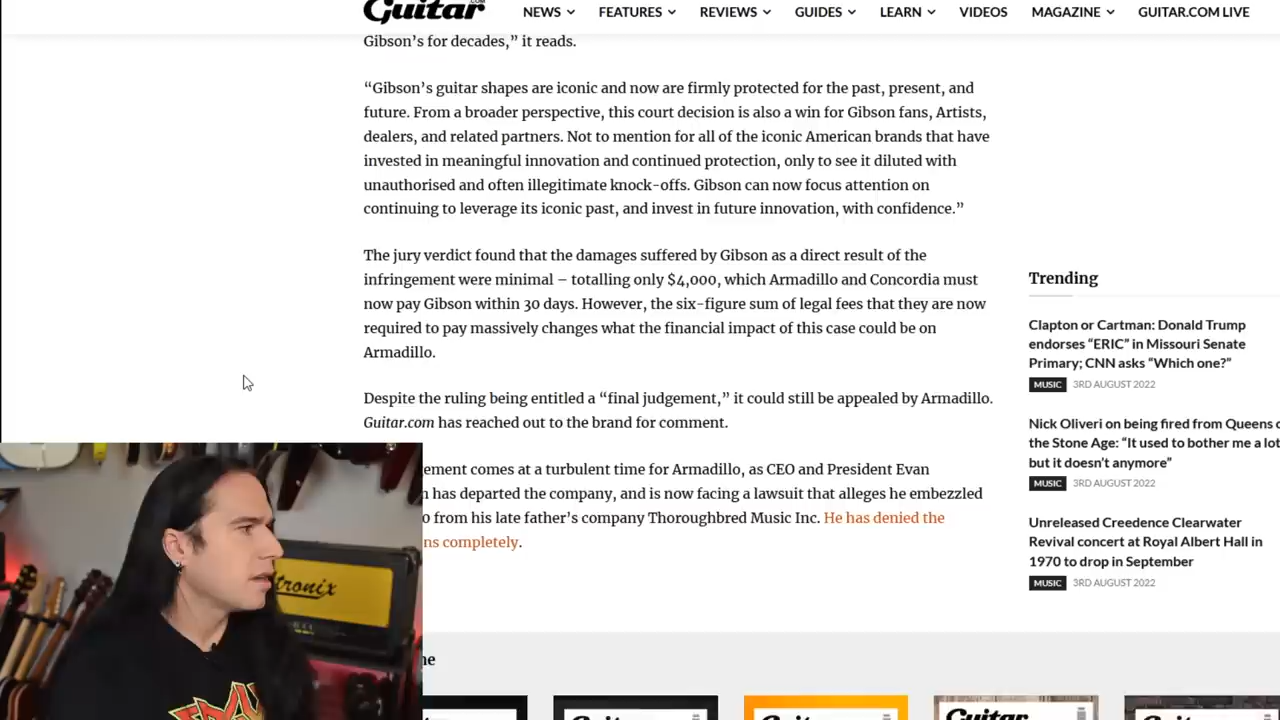 Guitar
.COM
NEWS
FEATURES
REVIEWS
GUIDES
LEARN
VIDEOS
MAGAZINE
GUITAR.COM LIVE
Gibson's for decades,” it reads.
“Gibson's guitar shapes are iconic and now are firmly protected for the past, present, and
future. From a broader perspective, this court decision is also a win for Gibson fans, Artists,
dealers, and related partners. Not to mention for all of the iconic American brands that have
invested in meaningful innovation and continued protection, only to see it diluted with
unauthorised and often illegitimate knock-offs. Gibson can now focus attention on
continuing to leverage its iconic past, and invest in future innovation, with confidence.”
The jury verdict found that the damages suffered by Gibson as a direct result of the
infringement were minimal – totalling only $4,000, which Armadillo and Concordia must
now pay Gibson within 30 days. However, the six-figure sum of legal fees that they are now
required to pay massively changes what the financial impact of this case could be on
Armadillo.
Despite the ruling being entitled a “final judgement,” it could still be appealed by Armadillo.
Guitar.com has reached out to the brand for comment.
ement comes at a turbulent time for Armadillo, as CEO and President Evan
has departed the company, and is now facing a lawsuit that alleges he embezzled
from his late father's company Thoroughbred Music Inc. He has denied the
ns completely.
Trending
Clapton or Cartman: Donald Trump
endorses “ERIC” in Missouri Senate
Primary; CNN asks “Which one?”
MUSIC 3RD AUGUST 2022
Nick Oliveri on being fired from Queens
the Stone Age: “It used to bother me a lot
but it doesn't anymore”
MUSIC 3RD AUGUST 2022
Unreleased Creedence Clearwater
Revival concert at Royal Albert Hall in
1970 to drop in September
MUSIC 3RD AUGUST 2022
tronix
ne
Guitar
Guitar
Guitar
Guitar
Guitar